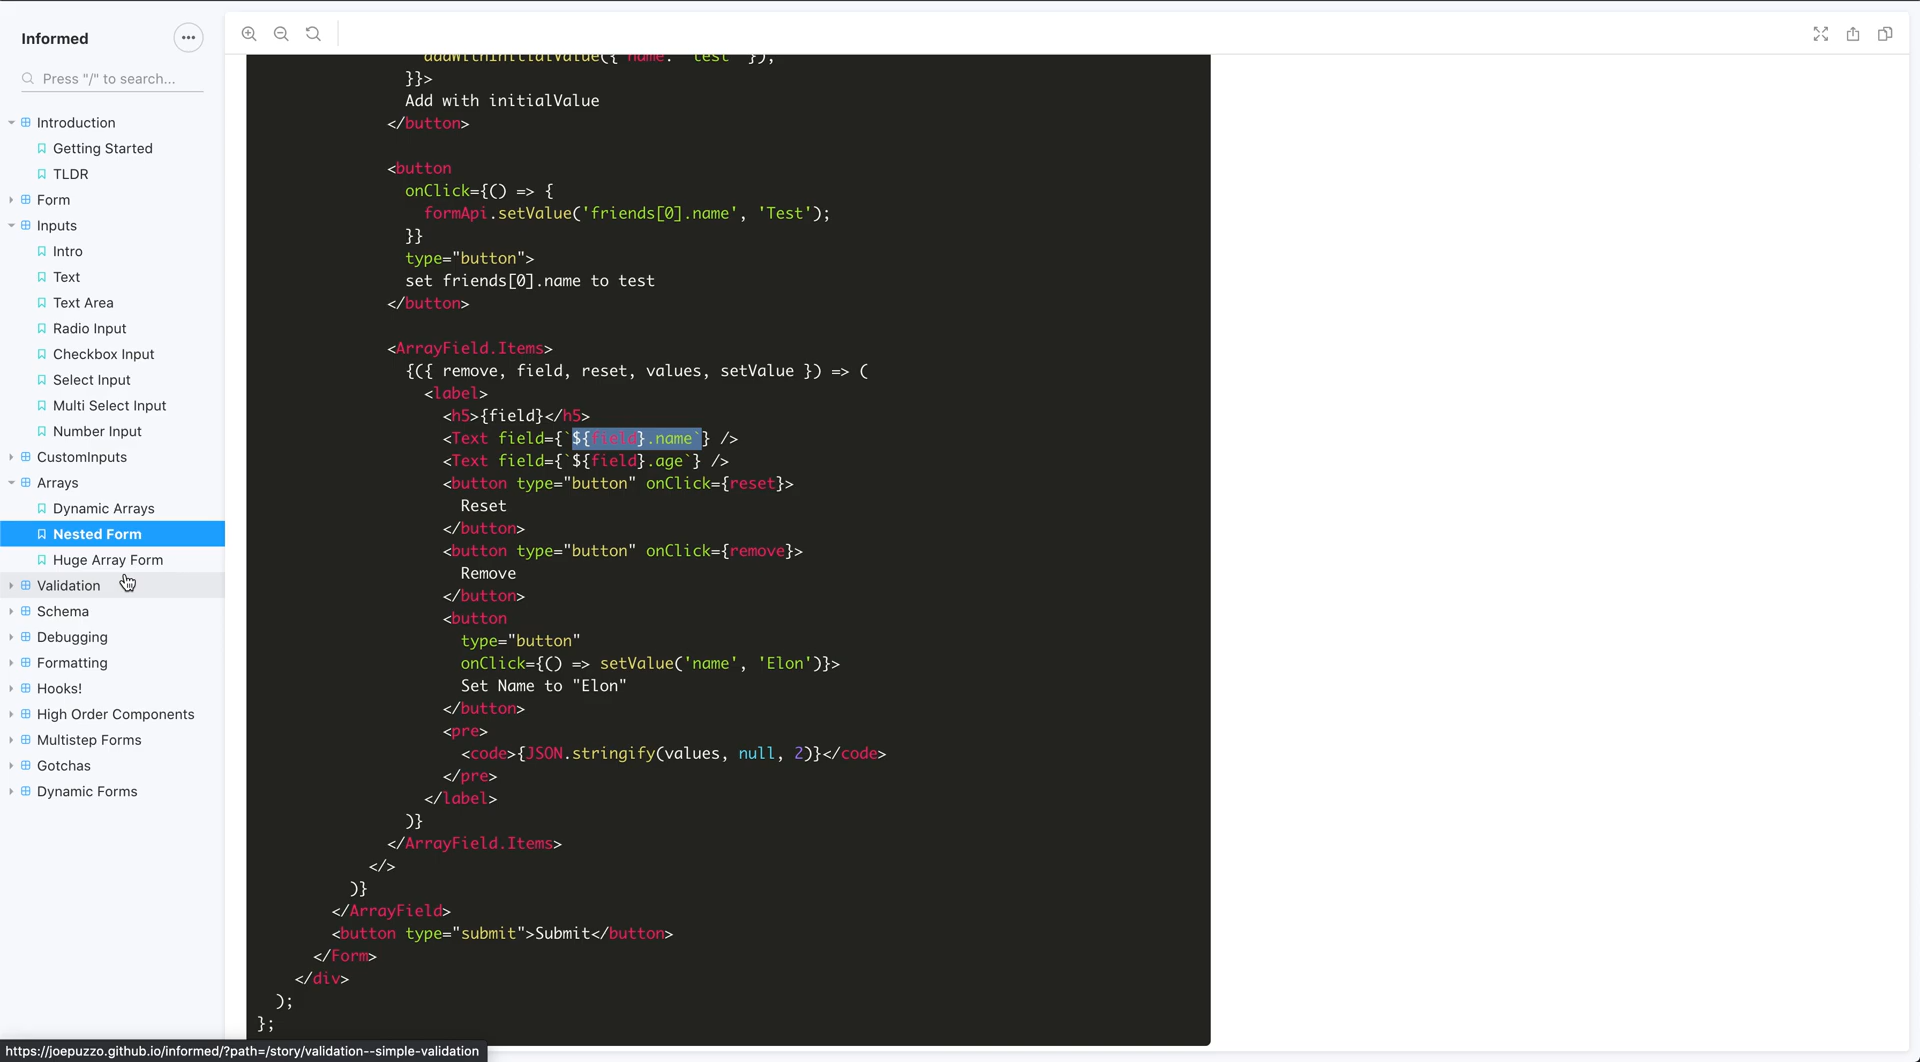 Informed
Press "/" to search...
Introduction
Getting Started
TLDR
Form
Inputs
Intro
Text
Text Area
Radio Input
Checkbox Input
Select Input
Multi Select Input
Number Input
CustomInputs
Arrays
Dynamic Arrays
Nested Form
Huge Array Form
Validation
Schema
Debugging
Formatting
Hooks!
High Order Components
Multistep Forms
Gotchas
Dynamic Forms
addWithInitialValue({ name: 'test' });
}}>
Add with initialValue
</button>
<button
onClick={() => {
formApi.setValue('friends[0].name', 'Test');
}}
type="button">
set friends[0].name to test
</button>
<ArrayField.Items>
{({ remove, field, reset, values, setValue }) => (
<label>
<h5>{field}</h5>
<Text field={`${field}.name`} />
<Text field={`${field}.age`} />
<button type="button" onClick={reset}>
Reset
</button>
<button type="button" onClick={remove}>
Remove
</button>
<button
type="button"
onClick={() => setValue('name', 'Elon')}>
Set Name to "Elon"
</button>
<pre>
<code>{JSON.stringify(values, null, 2)}</code>
</pre>
</label>
)}
</ArrayField.Items>
</>
)}
</ArrayField>
<button type="submit">Submit</button>
</Form>
</div>
);
};
https://joepuzzo.github.io/informed/?path=/story/validation--simple-validation